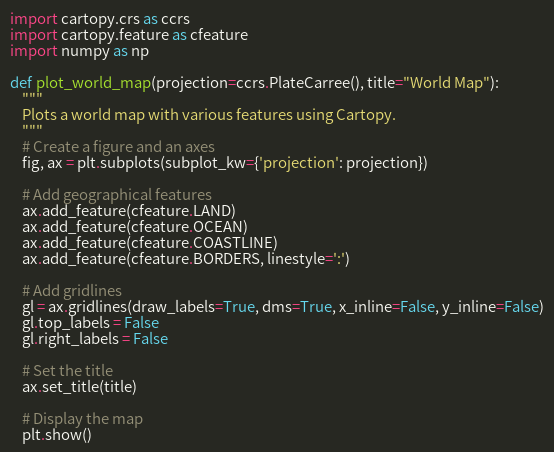 import cartopy.crs as ccrs
import cartopy.feature as cfeature
import numpy as np

def plot_world_map(projection=ccrs.PlateCarree(), title="World Map"):
    """
    Plots a world map with various features using Cartopy.
    """
    # Create a figure and an axes
    fig, ax = plt.subplots(subplot_kw={'projection': projection})

    # Add geographical features
    ax.add_feature(cfeature.LAND)
    ax.add_feature(cfeature.OCEAN)
    ax.add_feature(cfeature.COASTLINE)
    ax.add_feature(cfeature.BORDERS, linestyle=':')

    # Add gridlines
    gl = ax.gridlines(draw_labels=True, dms=True, x_inline=False, y_inline=False)
    gl.top_labels = False
    gl.right_labels = False

    # Set the title
    ax.set_title(title)

    # Display the map
    plt.show()